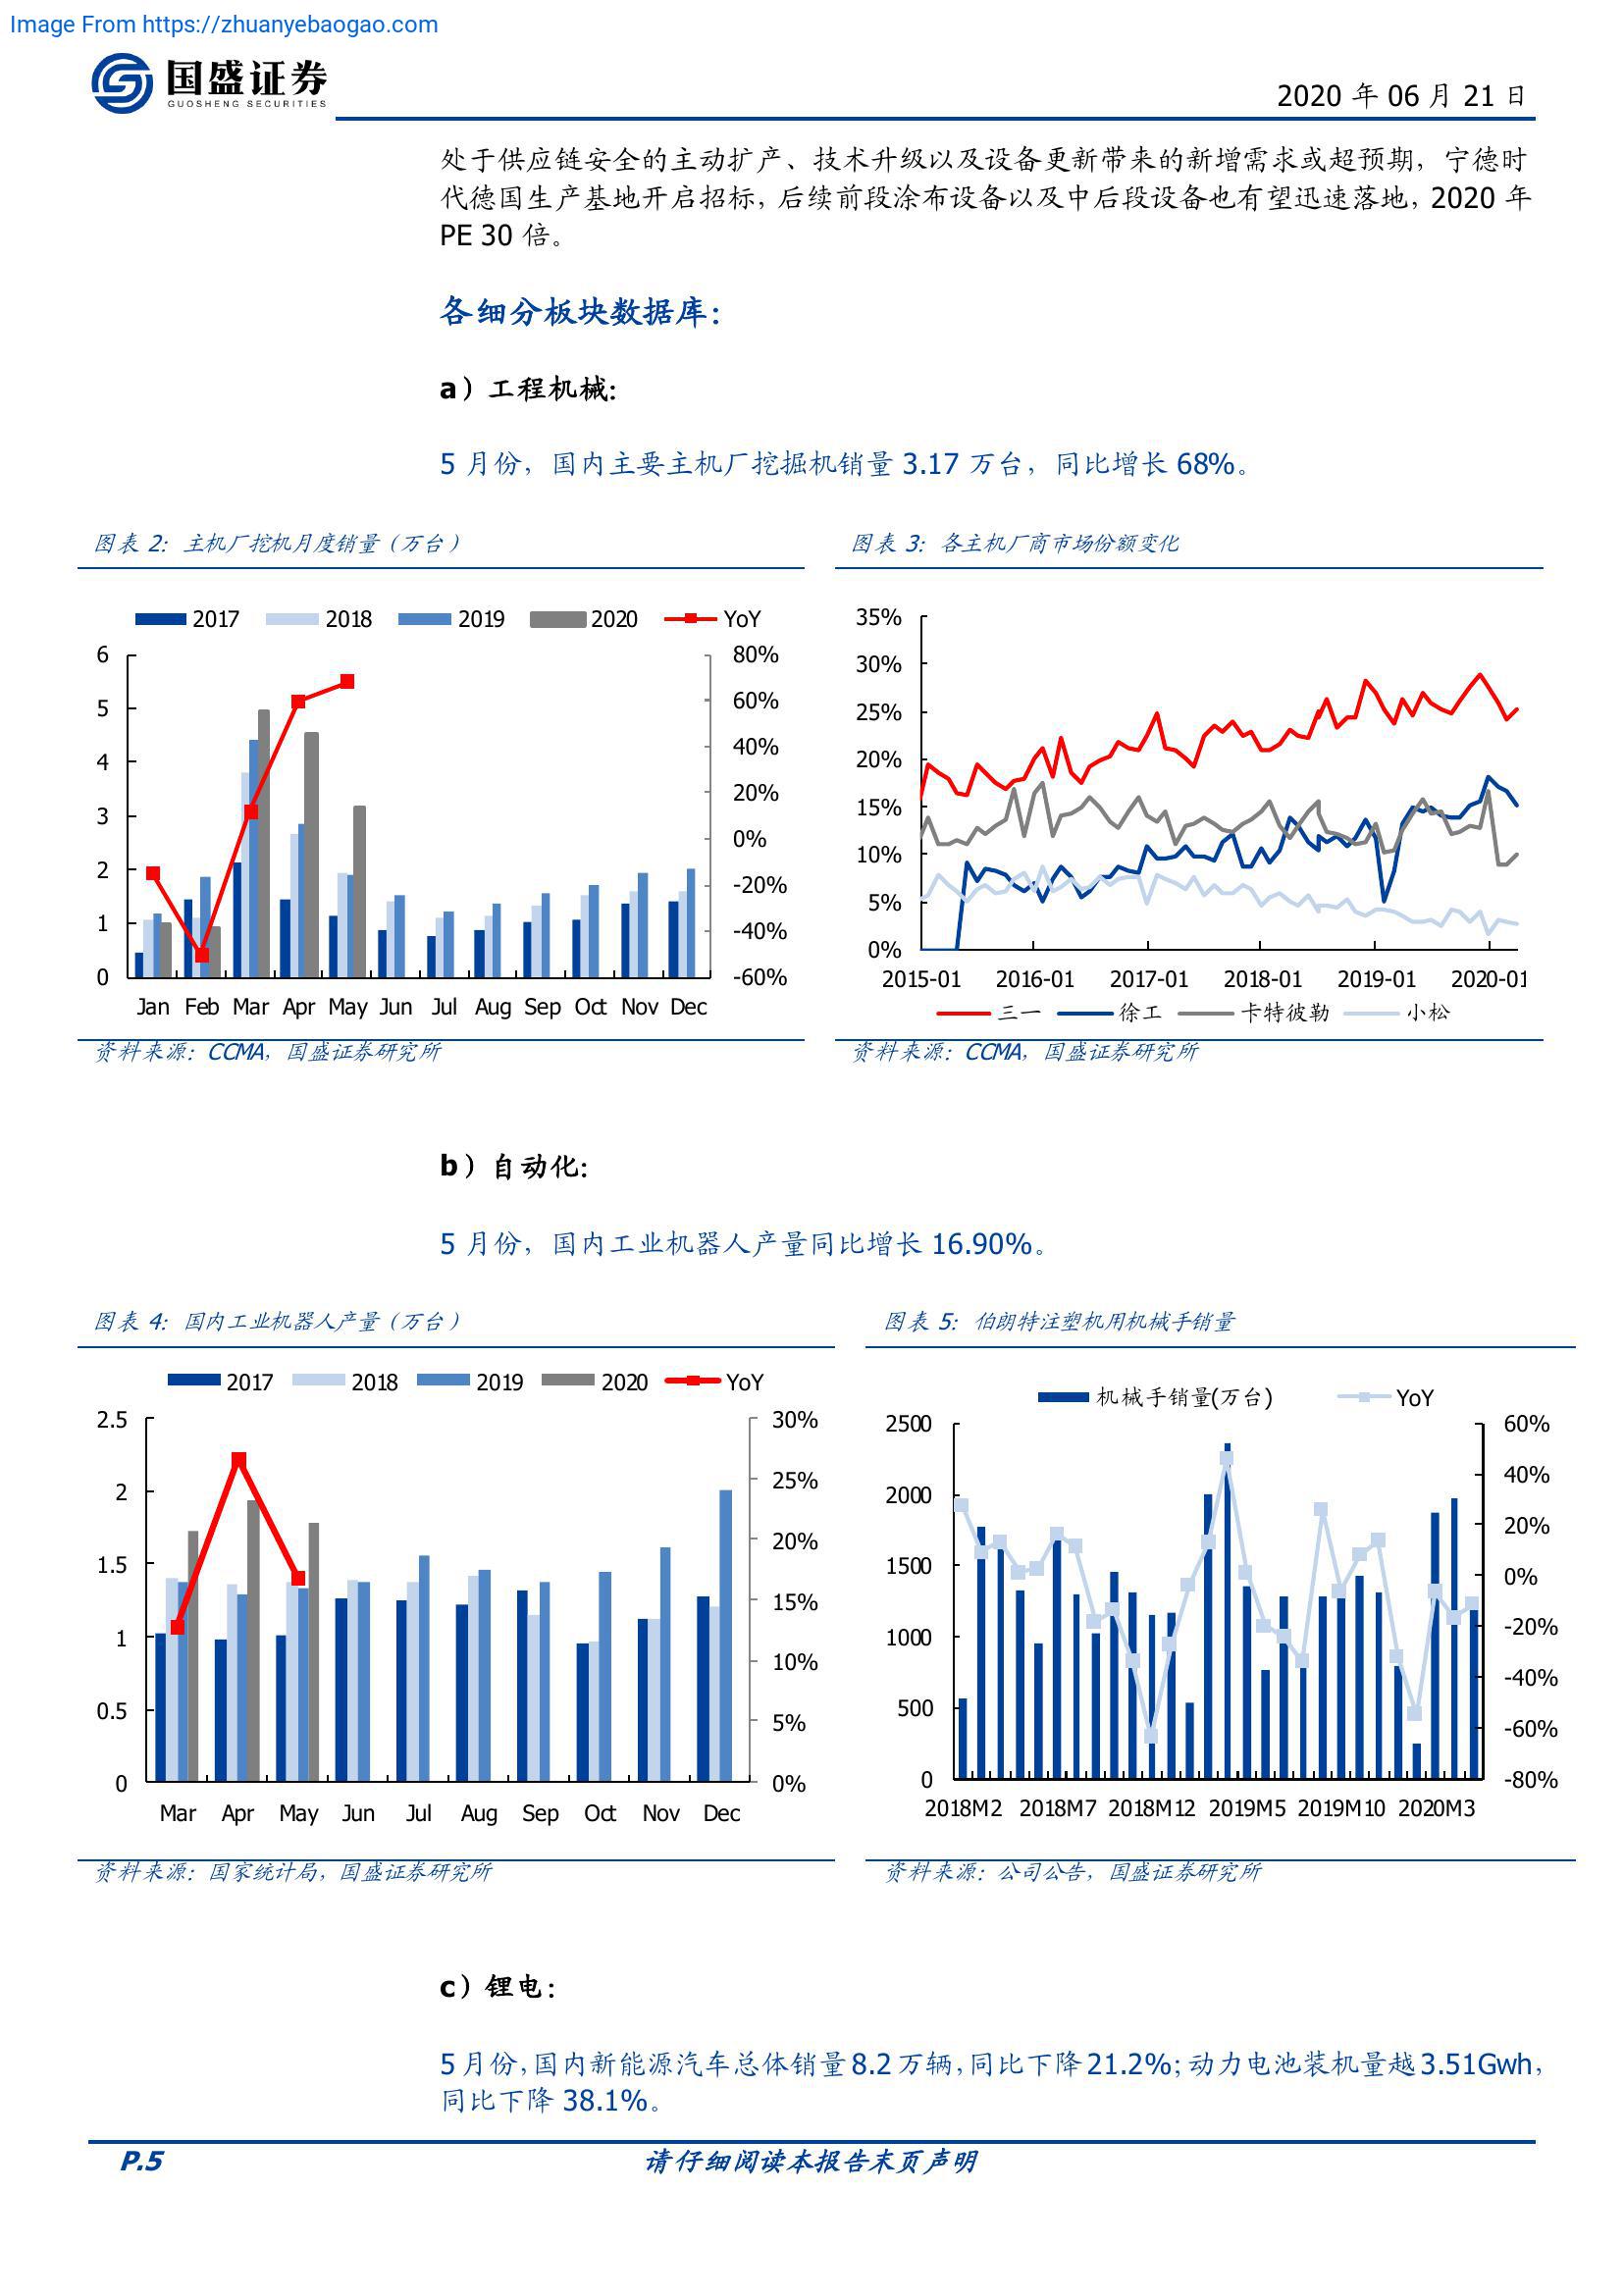 Image From https://zhuanyebaogao.com
国盛证券
GUOSHENG SECURITIES
2020 年 06 月 21 日
处于供应链安全的主动扩产、技术升级以及设备更新带来的新增需求或超预期，宁德时
代德国生产基地开启招标，后续前段涂布设备以及中后段设备也有望迅速落地，2020 年
PE 30 倍。
各细分板块数据库：
a）工程机械：
5 月份，国内主要主机厂挖掘机销量 3.17 万台，同比增长 68%。
图表 2：主机厂挖机月度销量（万台）
2017 2018 2019 2020 YoY
6
5
4
3
2
1
0
80%
60%
40%
20%
0%
-20%
-40%
-60%
Jan Feb Mar Apr May Jun Jul Aug Sep Oct Nov Dec
资料来源：CCMA，国盛证券研究所
图表 3：各主机厂商市场份额变化
35%
30%
25%
20%
15%
10%
5%
0%
2015-01 2016-01 2017-01 2018-01 2019-01 2020-01
三一 徐工 卡特彼勒 小松
资料来源：CCMA，国盛证券研究所
b）自动化：
5 月份，国内工业机器人产量同比增长 16.90%。
图表 4：国内工业机器人产量（万台）
2017 2018 2019 2020 YoY
2.5
2
1.5
1
0.5
0
30%
25%
20%
15%
10%
5%
0%
Mar Apr May Jun Jul Aug Sep Oct Nov Dec
资料来源：国家统计局，国盛证券研究所
图表 5：伯朗特注塑机用机械手销量
机械手销量(万台) YoY
2500
2000
1500
1000
500
0
60%
40%
20%
0%
-20%
-40%
-60%
-80%
2018M2 2018M7 2018M12 2019M5 2019M10 2020M3
资料来源：公司公告，国盛证券研究所
c）锂电：
5 月份，国内新能源汽车总体销量 8.2 万辆，同比下降 21.2%；动力电池装机量越 3.51Gwh，
同比下降 38.1%。
P.5
请仔细阅读本报告末页声明